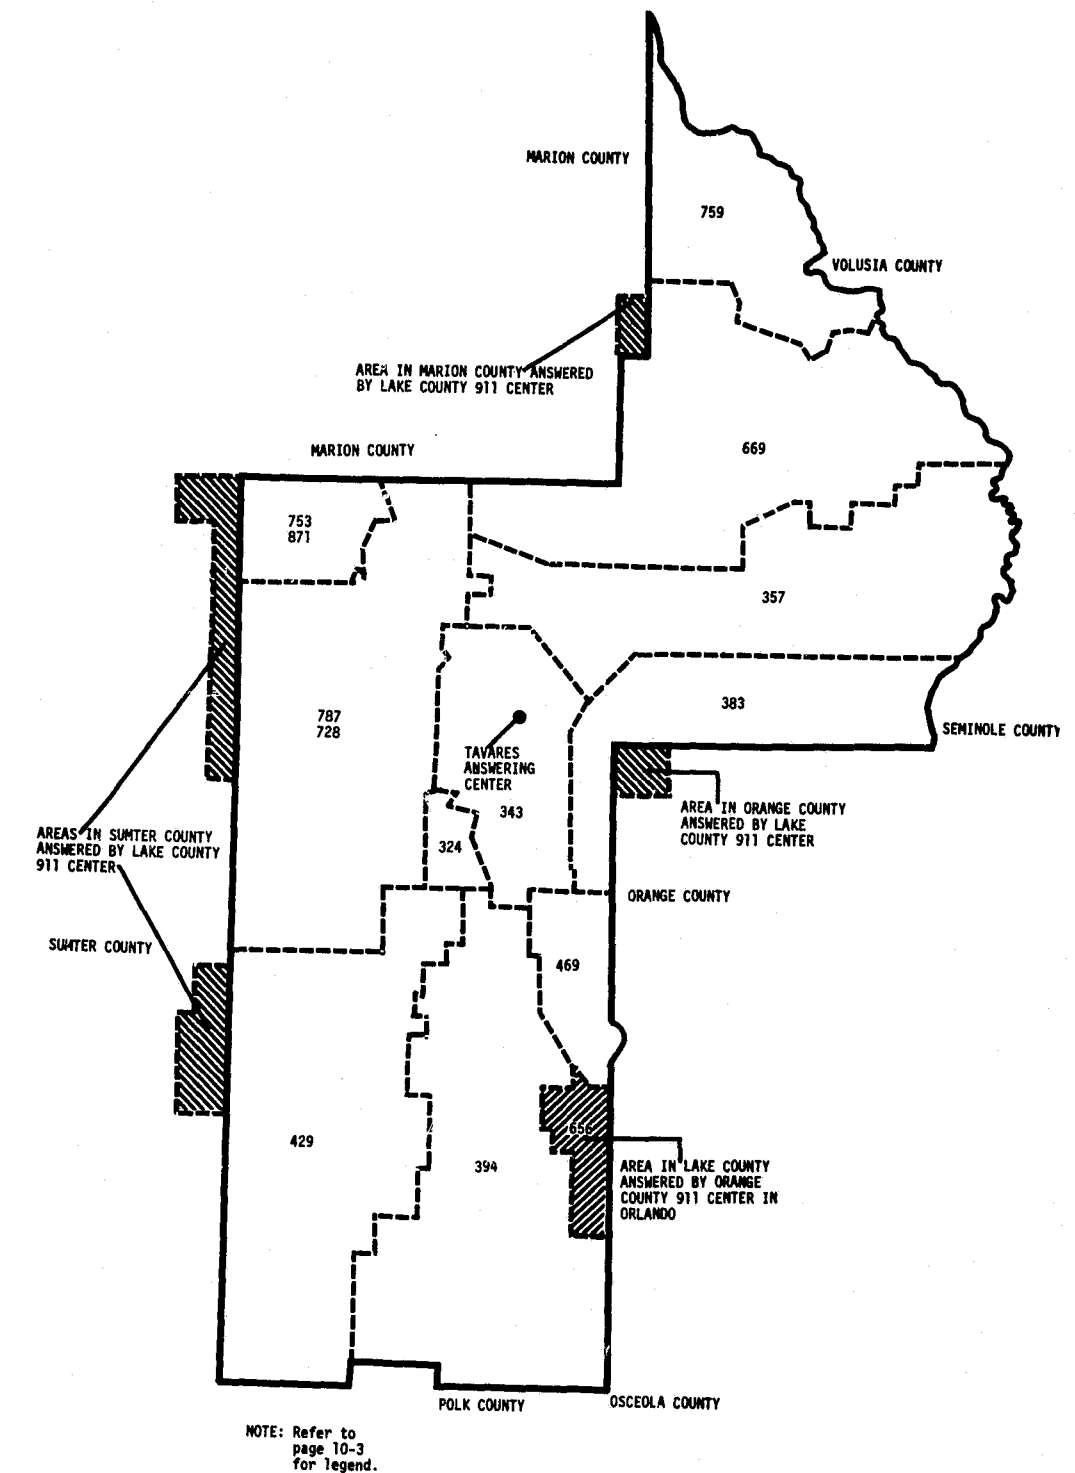 MARION COUNTY
759
VOLUSIA COUNTY
AREA IN MARION COUNTY ANSWERED
BY LAKE COUNTY 911 CENTER
MARION COUNTY
669
753
871
357
787
728
383
SEMINOLE COUNTY
TAVARES
ANSWERING
CENTER
343
AREA IN ORANGE COUNTY
ANSWERED BY LAKE
COUNTY 911 CENTER
AREAS IN SUMTER COUNTY
ANSWERED BY LAKE COUNTY
911 CENTER
324
ORANGE COUNTY
SUMTER COUNTY
469
656
429
394
AREA IN LAKE COUNTY
ANSWERED BY ORANGE
COUNTY 911 CENTER IN
ORLANDO
POLK COUNTY
OSCEOLA COUNTY
NOTE: Refer to
page 10-3
for legend.